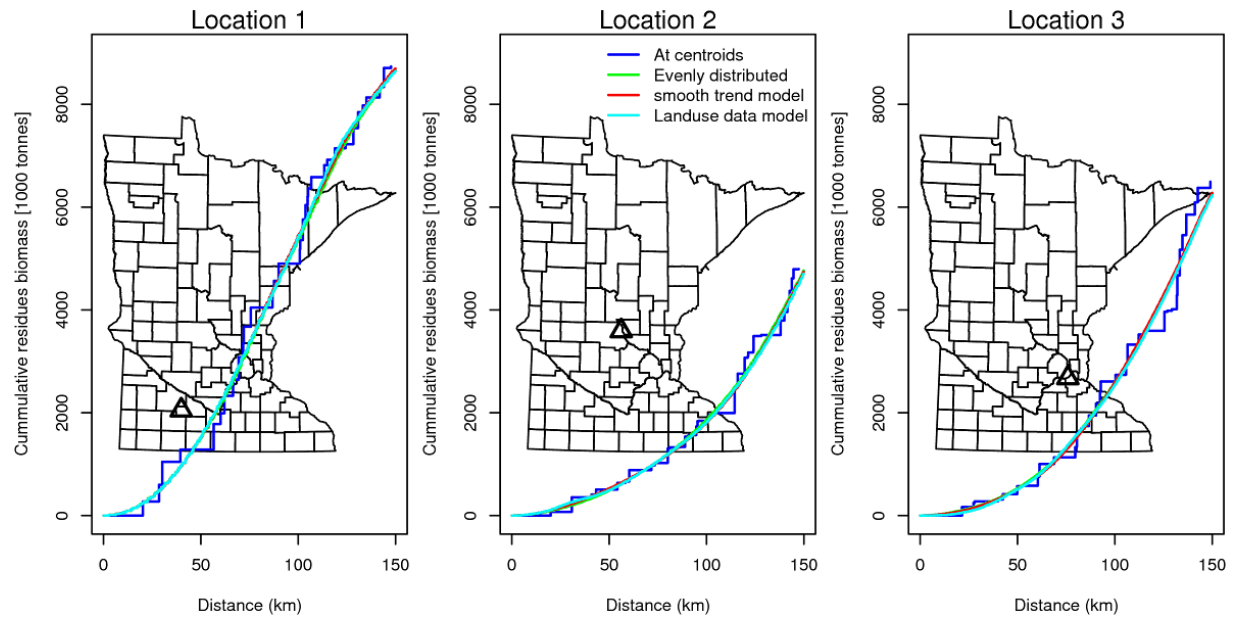 Location 1
Location 2
Location 3
At centroids
Evenly distributed
smooth trend model
Landuse data model
Cummulative residues biomass [1000 tonnes]
0
2000
4000
6000
8000
0
50
100
150
Distance (km)
Cummulative residues biomass [1000 tonnes]
0
2000
4000
6000
8000
0
50
100
150
Distance (km)
Cummulative residues biomass [1000 tonnes]
0
2000
4000
6000
8000
0
50
100
150
Distance (km)